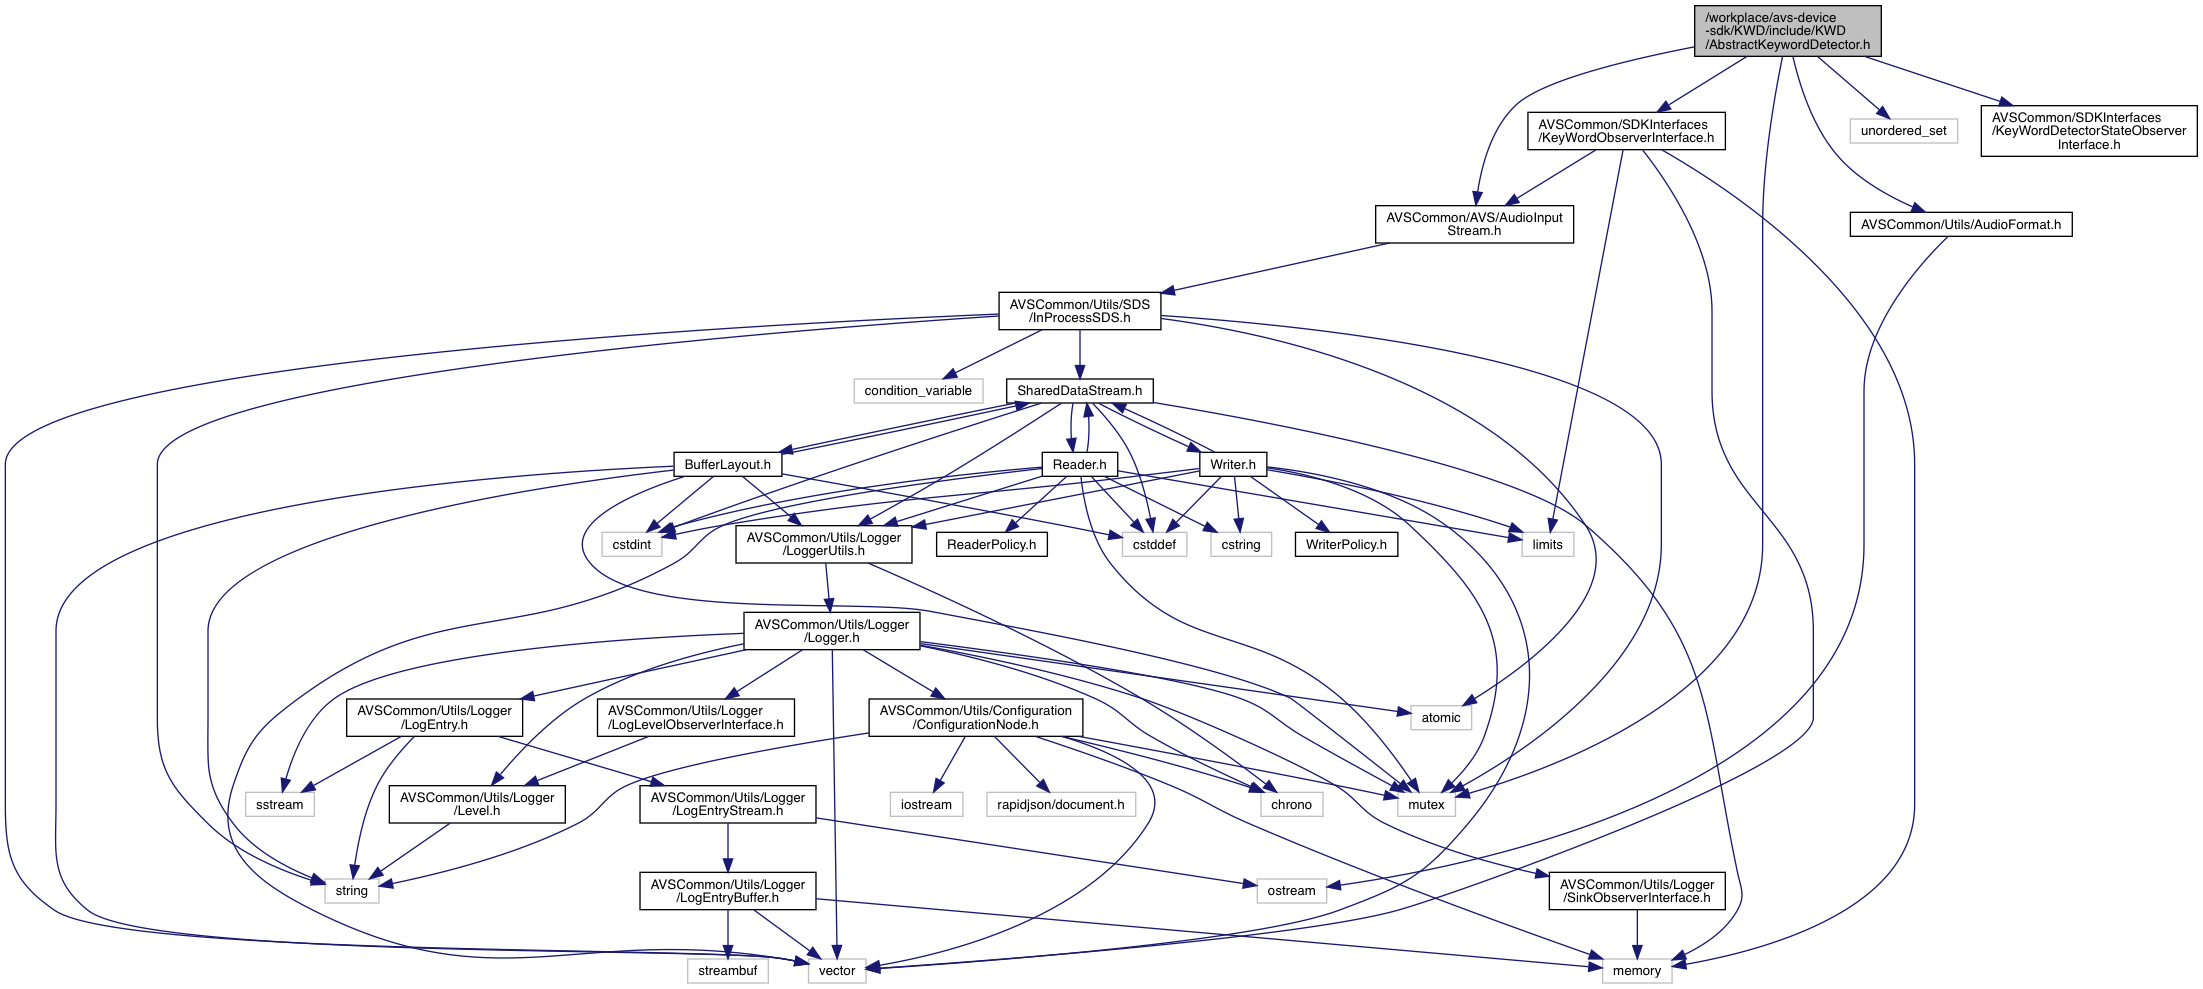 /workplace/avs-device
-sdk/KWD/include/KWD
/AbstractKeywordDetector.h
AVSCommon/SDKInterfaces
/KeyWordObserverInterface.h
unordered_set
AVSCommon/SDKInterfaces
/KeyWordDetectorStateObserver
Interface.h
AVSCommon/AVS/AudioInput
Stream.h
AVSCommon/Utils/AudioFormat.h
AVSCommon/Utils/SDS
/InProcessSDS.h
condition_variable
SharedDataStream.h
BufferLayout.h
Reader.h
Writer.h
cstdint
AVSCommon/Utils/Logger
/LoggerUtils.h
ReaderPolicy.h
cstddef
cstring
WriterPolicy.h
limits
AVSCommon/Utils/Logger
/Logger.h
AVSCommon/Utils/Logger
/LogEntry.h
AVSCommon/Utils/Logger
/LogLevelObserverInterface.h
AVSCommon/Utils/Configuration
/ConfigurationNode.h
atomic
sstream
AVSCommon/Utils/Logger
/Level.h
AVSCommon/Utils/Logger
/LogEntryStream.h
iostream
rapidjson/document.h
chrono
mutex
string
AVSCommon/Utils/Logger
/LogEntryBuffer.h
ostream
AVSCommon/Utils/Logger
/SinkObserverInterface.h
streambuf
vector
memory